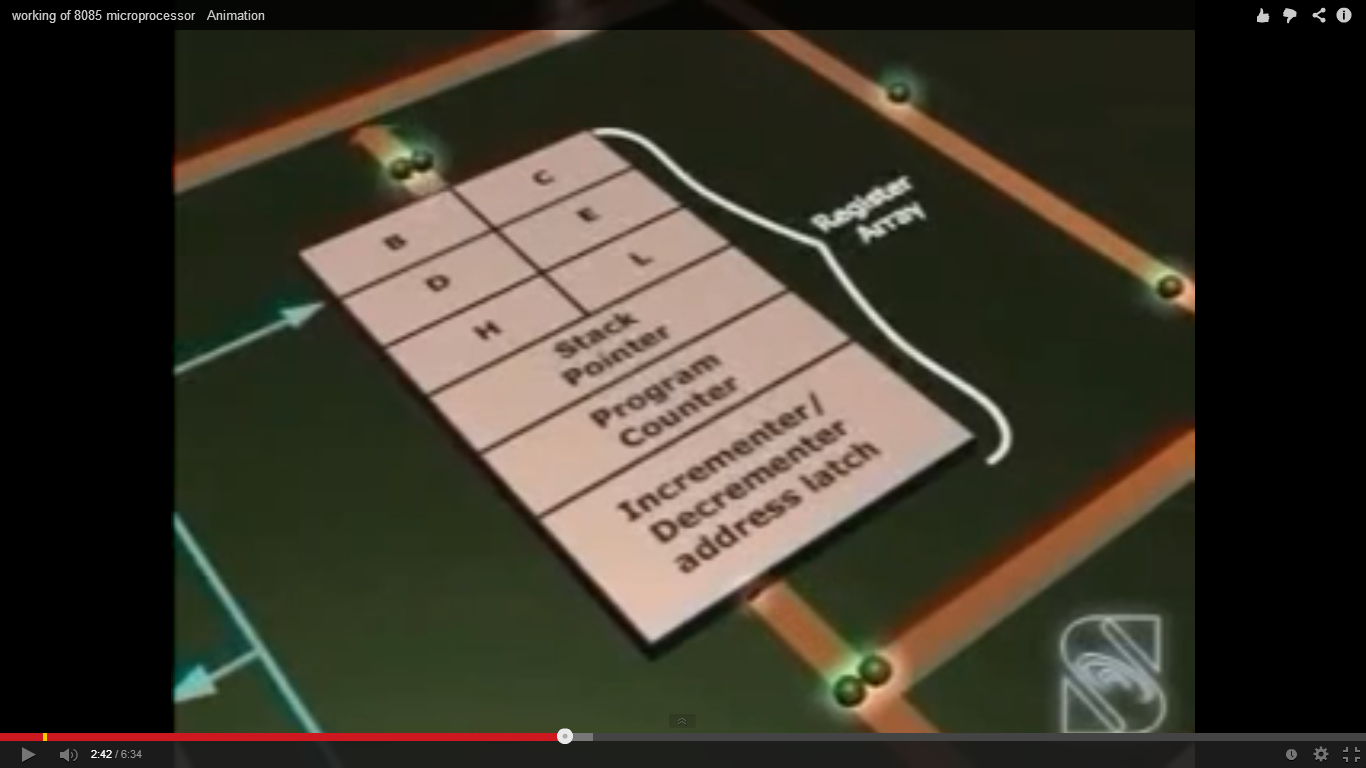 working of 8085 microprocessor Animation
Register
Array
B
C
D
E
H
L
Stack
Pointer
Program
Counter
Incrementer/
Decrementer
address latch
S
2:42 / 6:34